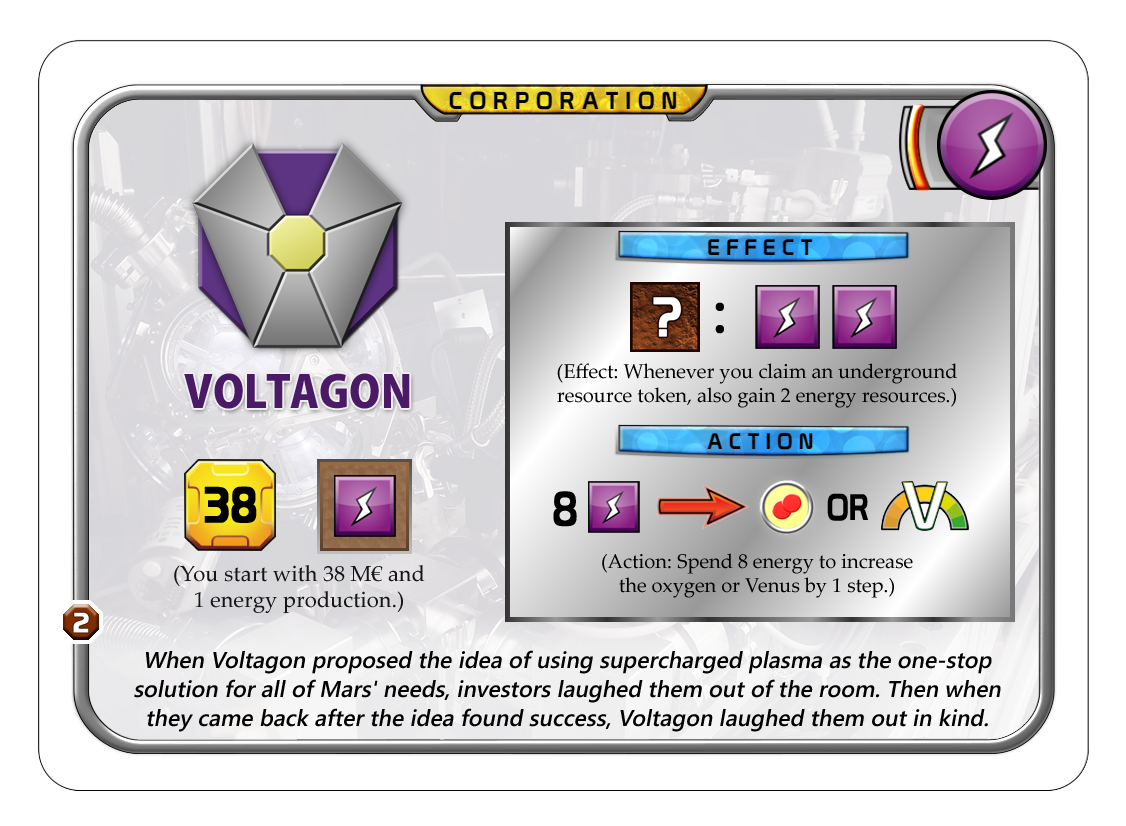 CORPORATION
VOLTAGON
38
(You start with 38 M€ and
1 energy production.)
EFFECT
? :
(Effect: Whenever you claim an underground
resource token, also gain 2 energy resources.)
ACTION
8 OR V
(Action: Spend 8 energy to increase
the oxygen or Venus by 1 step.)
2
When Voltagon proposed the idea of using supercharged plasma as the one-stop
solution for all of Mars' needs, investors laughed them out of the room. Then when
they came back after the idea found success, Voltagon laughed them out in kind.